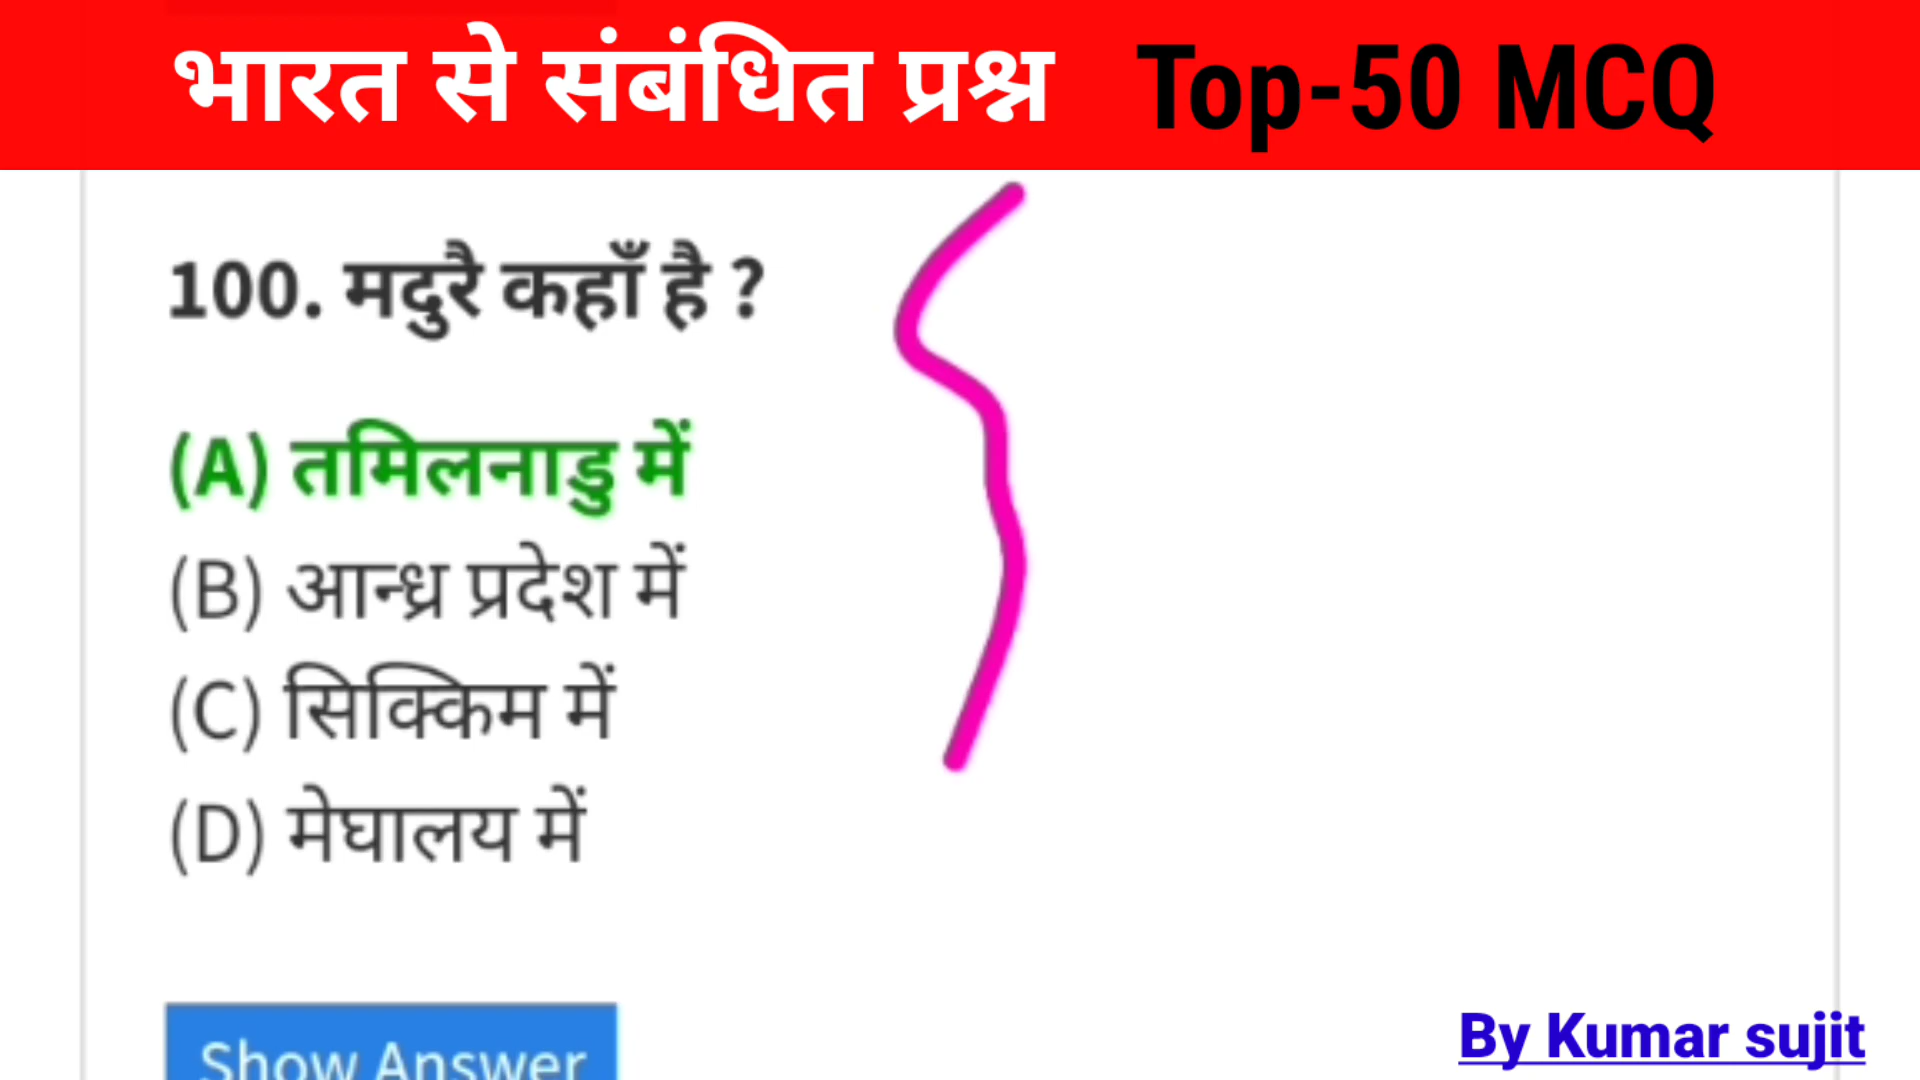 भारत से संबंधित प्रश्न Top-50 MCQ
100. मदुरै कहाँ है ?
(A) तमिलनाडु में
(B) आन्ध्र प्रदेश में
(C) सिक्किम में
(D) मेघालय में
Show Answer
By Kumar sujit